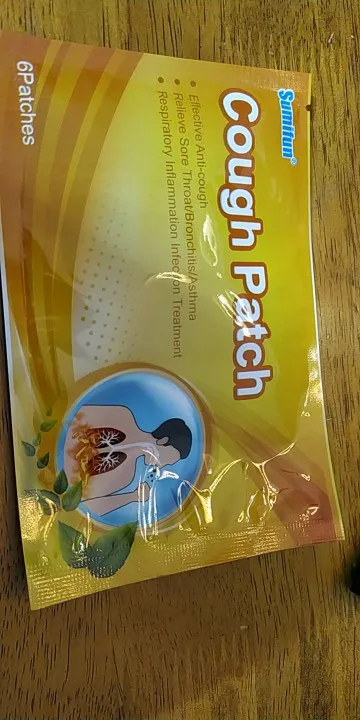 Sumifun®
Cough Patch
• Effective Anti-cough
• Relieve Sore Throat/Bronchitis/Asthma
• Respiratory Inflammation Infection Treatment
6Patches